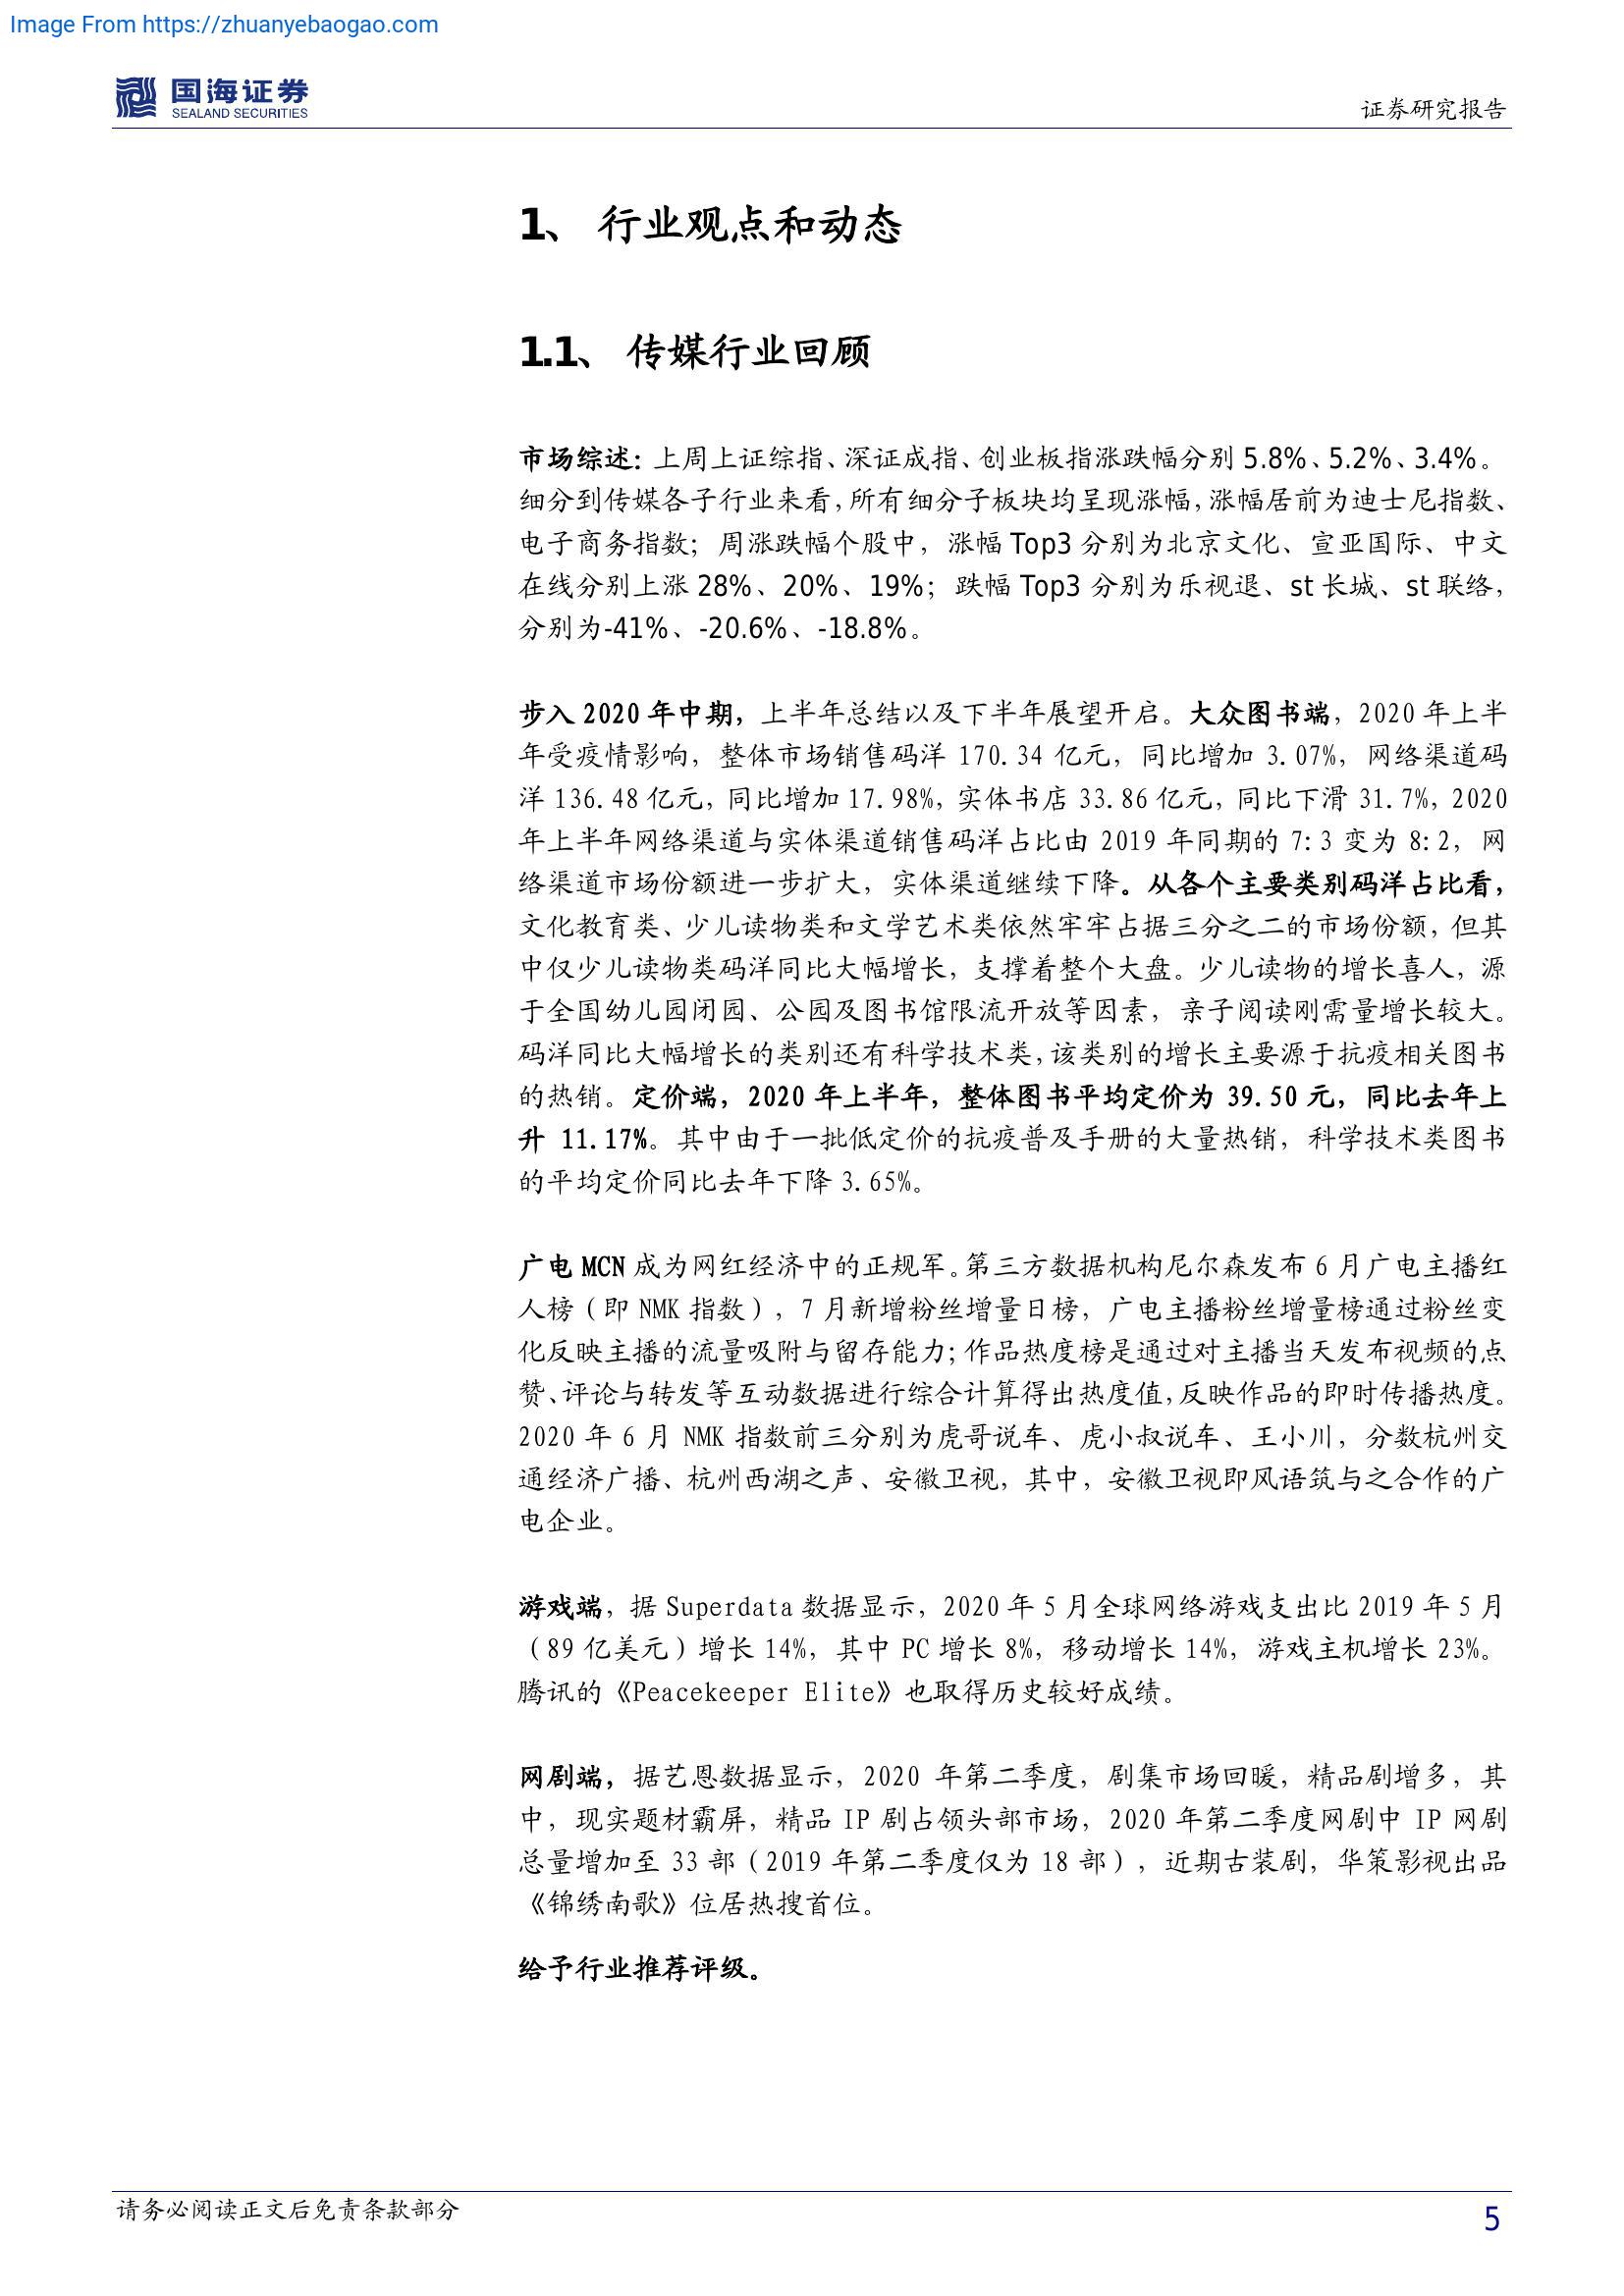 Image From https://zhuanyebaogao.com
国海证券
SEALAND SECURITIES
证券研究报告
1、 行业观点和动态
1.1、 传媒行业回顾
市场综述：上周上证综指、深证成指、创业板指涨跌幅分别 5.8%、5.2%、3.4%。
细分到传媒各子行业来看，所有细分子板块均呈现涨幅，涨幅居前为迪士尼指数、
电子商务指数；周涨跌幅个股中，涨幅 Top3 分别为北京文化、宣亚国际、中文
在线分别上涨 28%、20%、19%；跌幅 Top3 分别为乐视退、st 长城、st 联络，
分别为-41%、-20.6%、-18.8%。
步入 2020 年中期，上半年总结以及下半年展望开启。大众图书端，2020 年上半
年受疫情影响，整体市场销售码洋 170.34 亿元，同比增加 3.07%，网络渠道码
洋 136.48 亿元，同比增加 17.98%，实体书店 33.86 亿元，同比下滑 31.7%，2020
年上半年网络渠道与实体渠道销售码洋占比由 2019 年同期的 7:3 变为 8:2，网
络渠道市场份额进一步扩大，实体渠道继续下降。从各个主要类别码洋占比看，
文化教育类、少儿读物类和文学艺术类依然牢牢占据三分之二的市场份额，但其
中仅少儿读物类码洋同比大幅增长，支撑着整个大盘。少儿读物的增长喜人，源
于全国幼儿园闭园、公园及图书馆限流开放等因素，亲子阅读刚需量增长较大。
码洋同比大幅增长的类别还有科学技术类，该类别的增长主要源于抗疫相关图书
的热销。定价端，2020 年上半年，整体图书平均定价为 39.50 元，同比去年上
升 11.17%。其中由于一批低定价的抗疫普及手册的大量热销，科学技术类图书
的平均定价同比去年下降 3.65%。
广电 MCN 成为网红经济中的正规军。第三方数据机构尼尔森发布 6 月广电主播红
人榜（即 NMK 指数），7 月新增粉丝增量日榜，广电主播粉丝增量榜通过粉丝变
化反映主播的流量吸附与留存能力；作品热度榜是通过对主播当天发布视频的点
赞、评论与转发等互动数据进行综合计算得出热度值，反映作品的即时传播热度。
2020 年 6 月 NMK 指数前三分别为虎哥说车、虎小叔说车、王小川，分数杭州交
通经济广播、杭州西湖之声、安徽卫视，其中，安徽卫视即风语筑与之合作的广
电企业。
游戏端，据 Superdata 数据显示，2020 年 5 月全球网络游戏支出比 2019 年 5 月
（89 亿美元）增长 14%，其中 PC 增长 8%，移动增长 14%，游戏主机增长 23%。
腾讯的《Peacekeeper Elite》也取得历史较好成绩。
网剧端，据艺恩数据显示，2020 年第二季度，剧集市场回暖，精品剧增多，其
中，现实题材霸屏，精品 IP 剧占领头部市场，2020 年第二季度网剧中 IP 网剧
总量增加至 33 部（2019 年第二季度仅为 18 部），近期古装剧，华策影视出品
《锦绣南歌》位居热搜首位。
给予行业推荐评级。
请务必阅读正文后免责条款部分
5